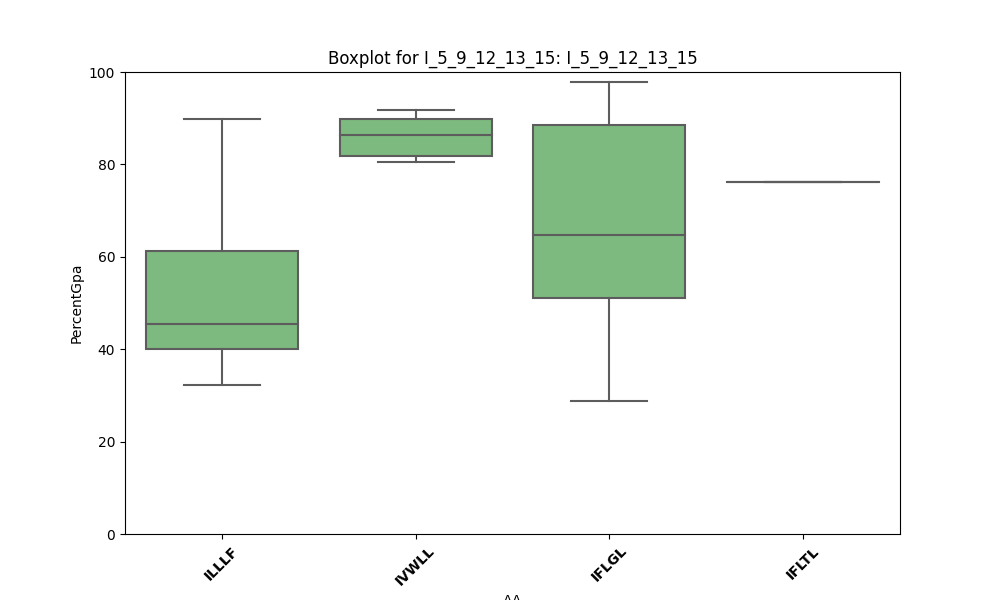 Boxplot for I_5_9_12_13_15: I_5_9_12_13_15
100
80
60
40
20
0
PercentGpa
ILLLF
IVWLL
IFLGL
IFLTL
AA